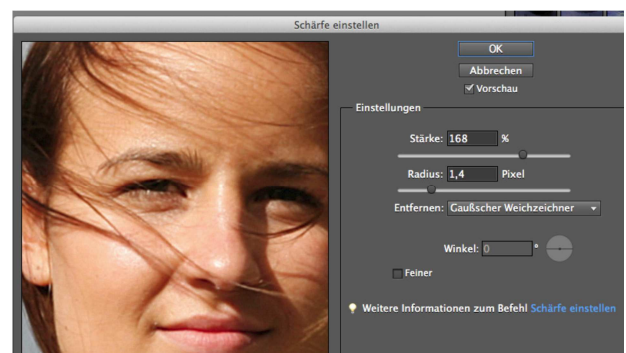 Schärfe einstellen
OK
Abbrechen
Vorschau
Einstellungen
Stärke: 168 %
Radius: 1,4 Pixel
Entfernen: Gaußscher Weichzeichner
Winkel: 0 °
Feiner
Weitere Informationen zum Befehl Schärfe einstellen